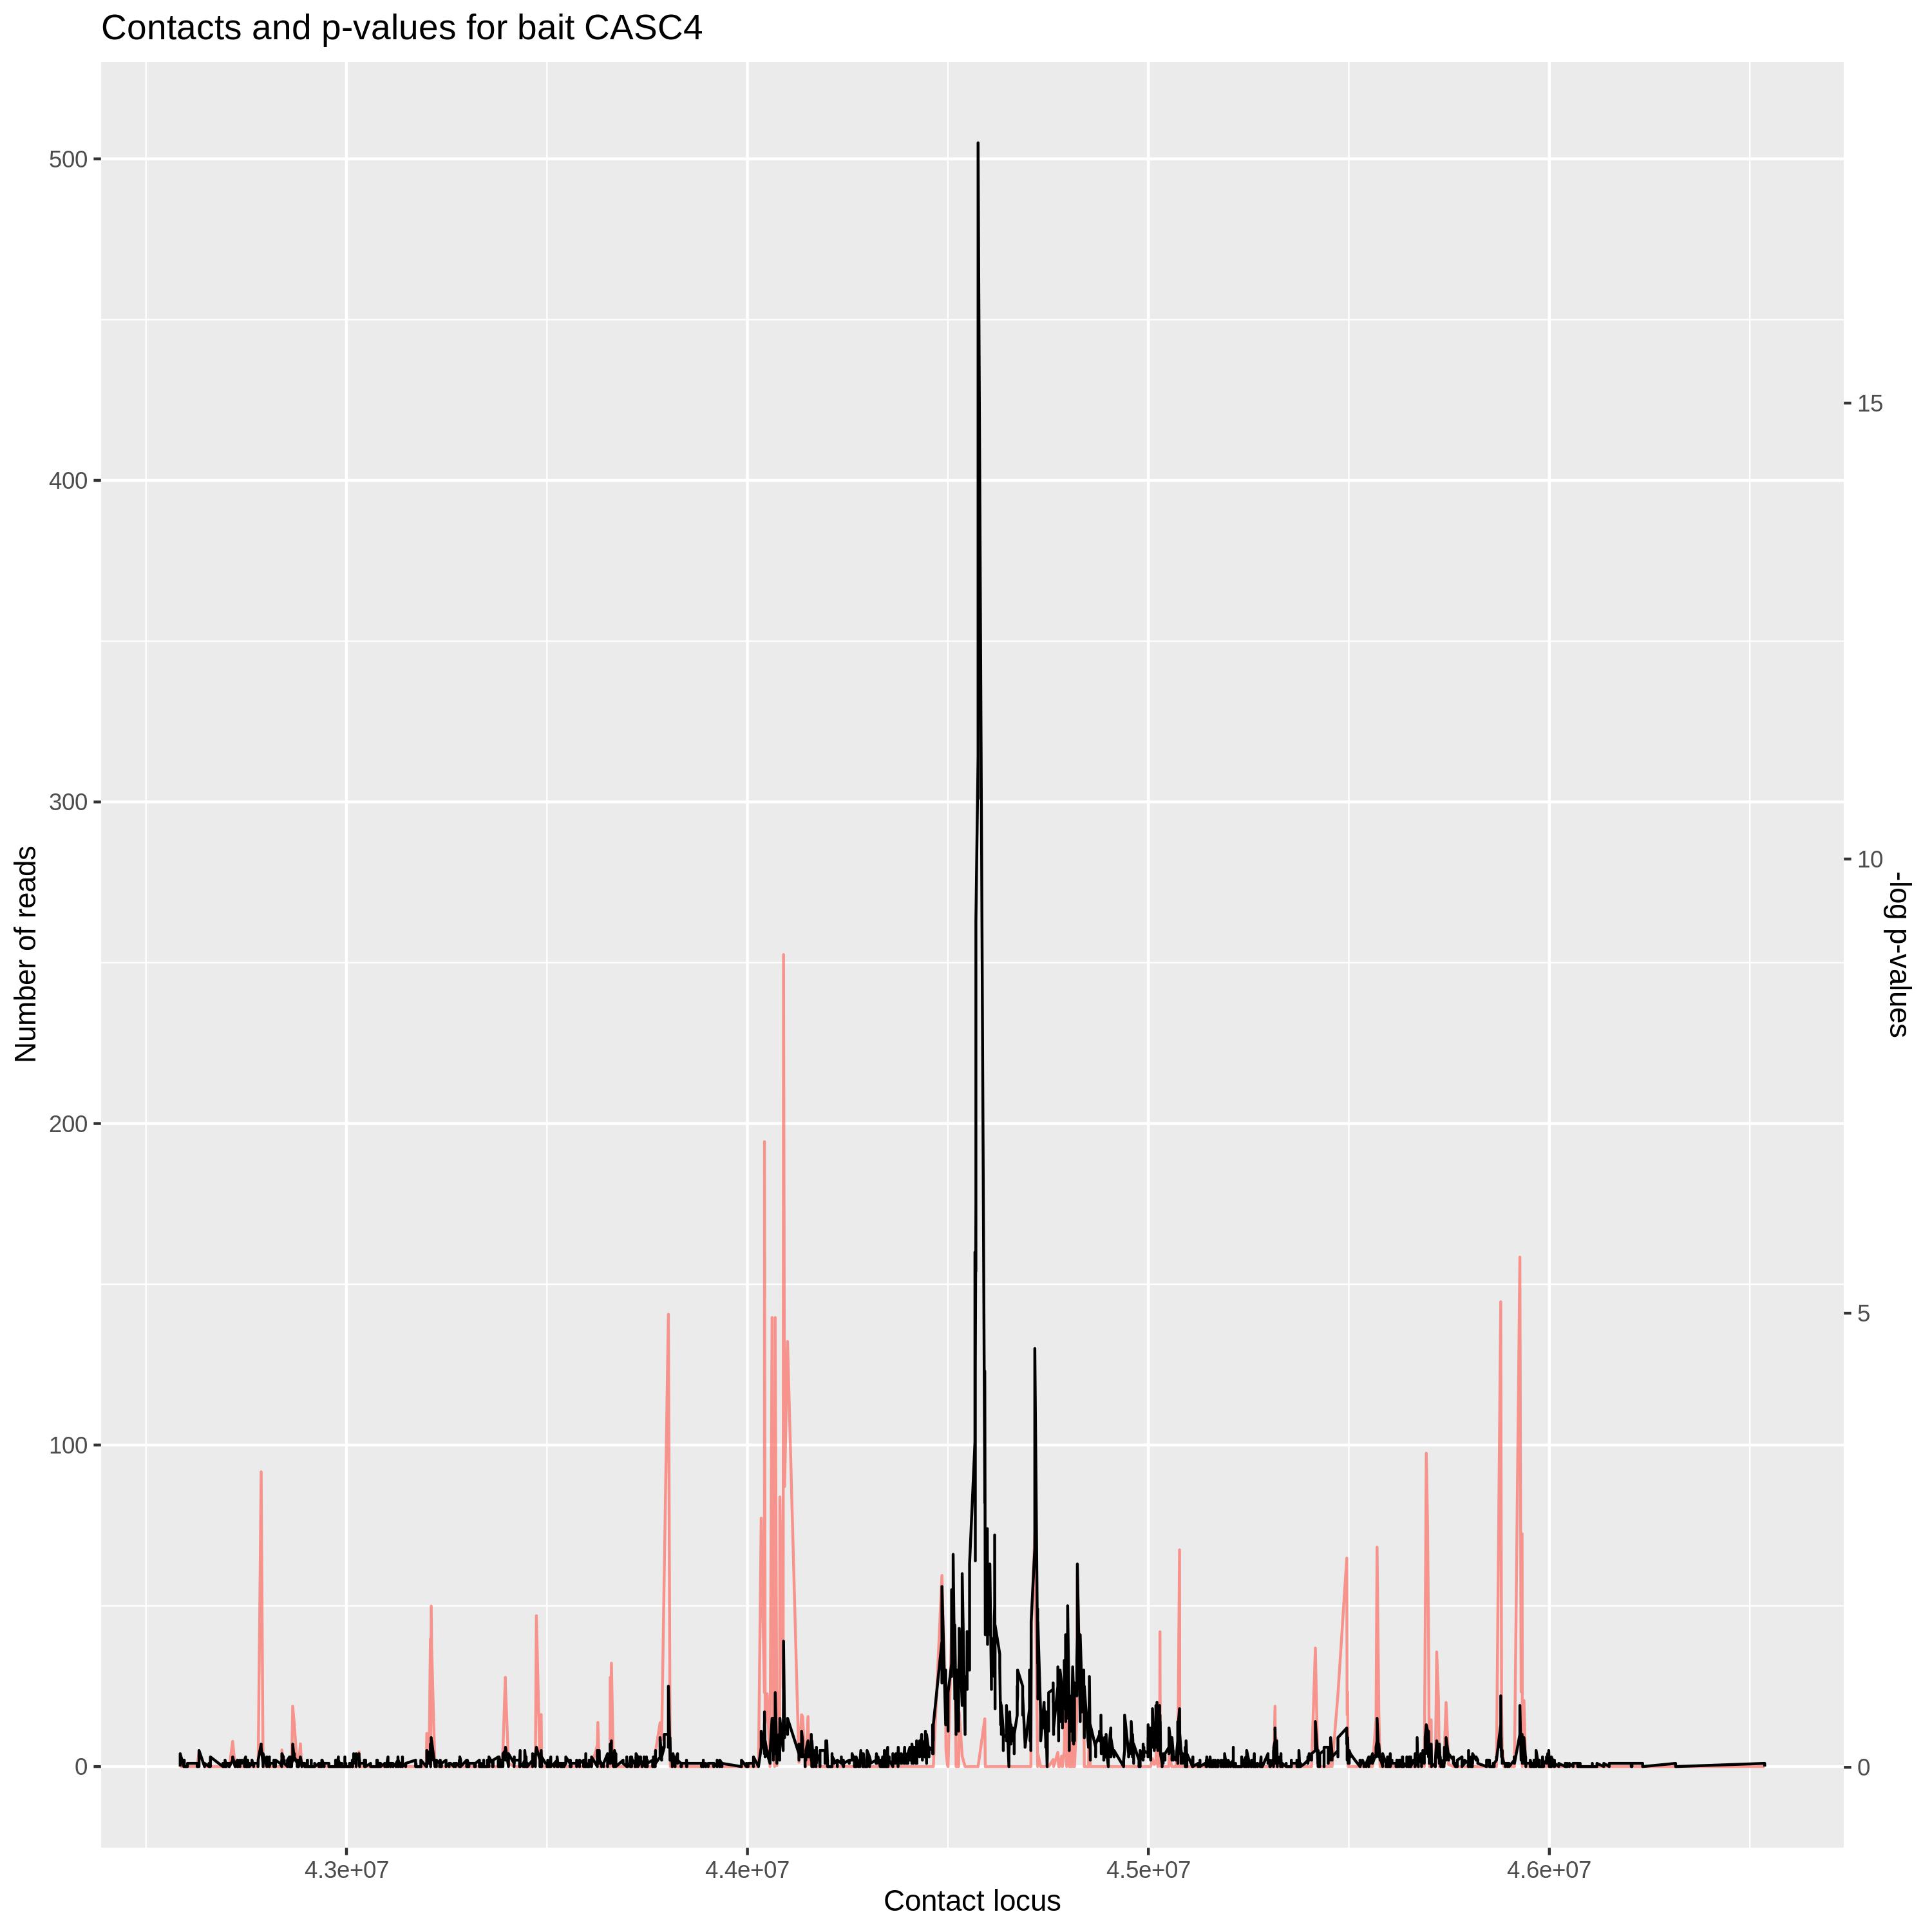 Contacts and p-values for bait CASC4
500
400
300
200
100
0
Number of reads
15
10
5
0
-log p-values
4.3e+07
4.4e+07
4.5e+07
4.6e+07
Contact locus